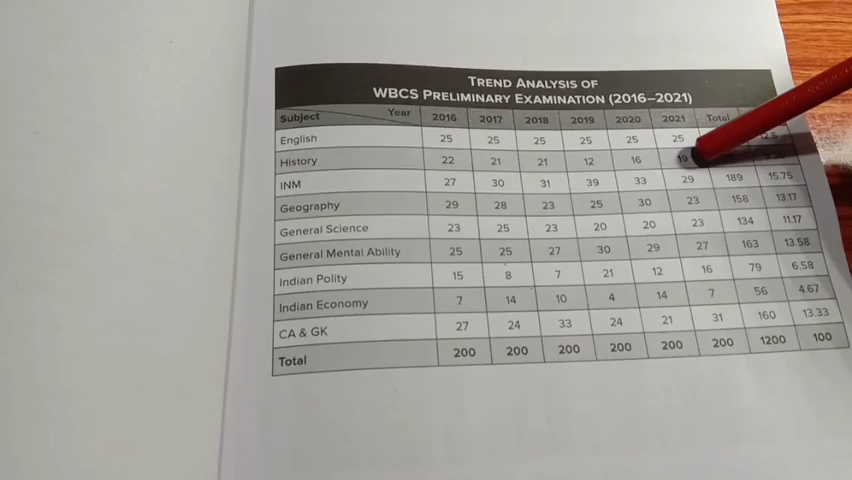 TREND ANALYSIS OF
WBCS PRELIMINARY EXAMINATION (2016–2021)
Subject Year 2016 2017 2018 2019 2020 2021 Total
English 25 25 25 25 25 25 12.5
History 22 21 21 12 16 19
INM 27 30 31 39 33 29 189 15.75
Geography 29 28 23 25 30 23 158 13.17
General Science 23 25 23 20 20 23 134 11.17
General Mental Ability 25 25 27 30 29 27 163 13.58
Indian Polity 15 8 7 21 12 16 79 6.58
Indian Economy 7 14 10 4 14 7 56 4.67
CA & GK 27 24 33 24 21 31 160 13.33
Total 200 200 200 200 200 200 1200 100